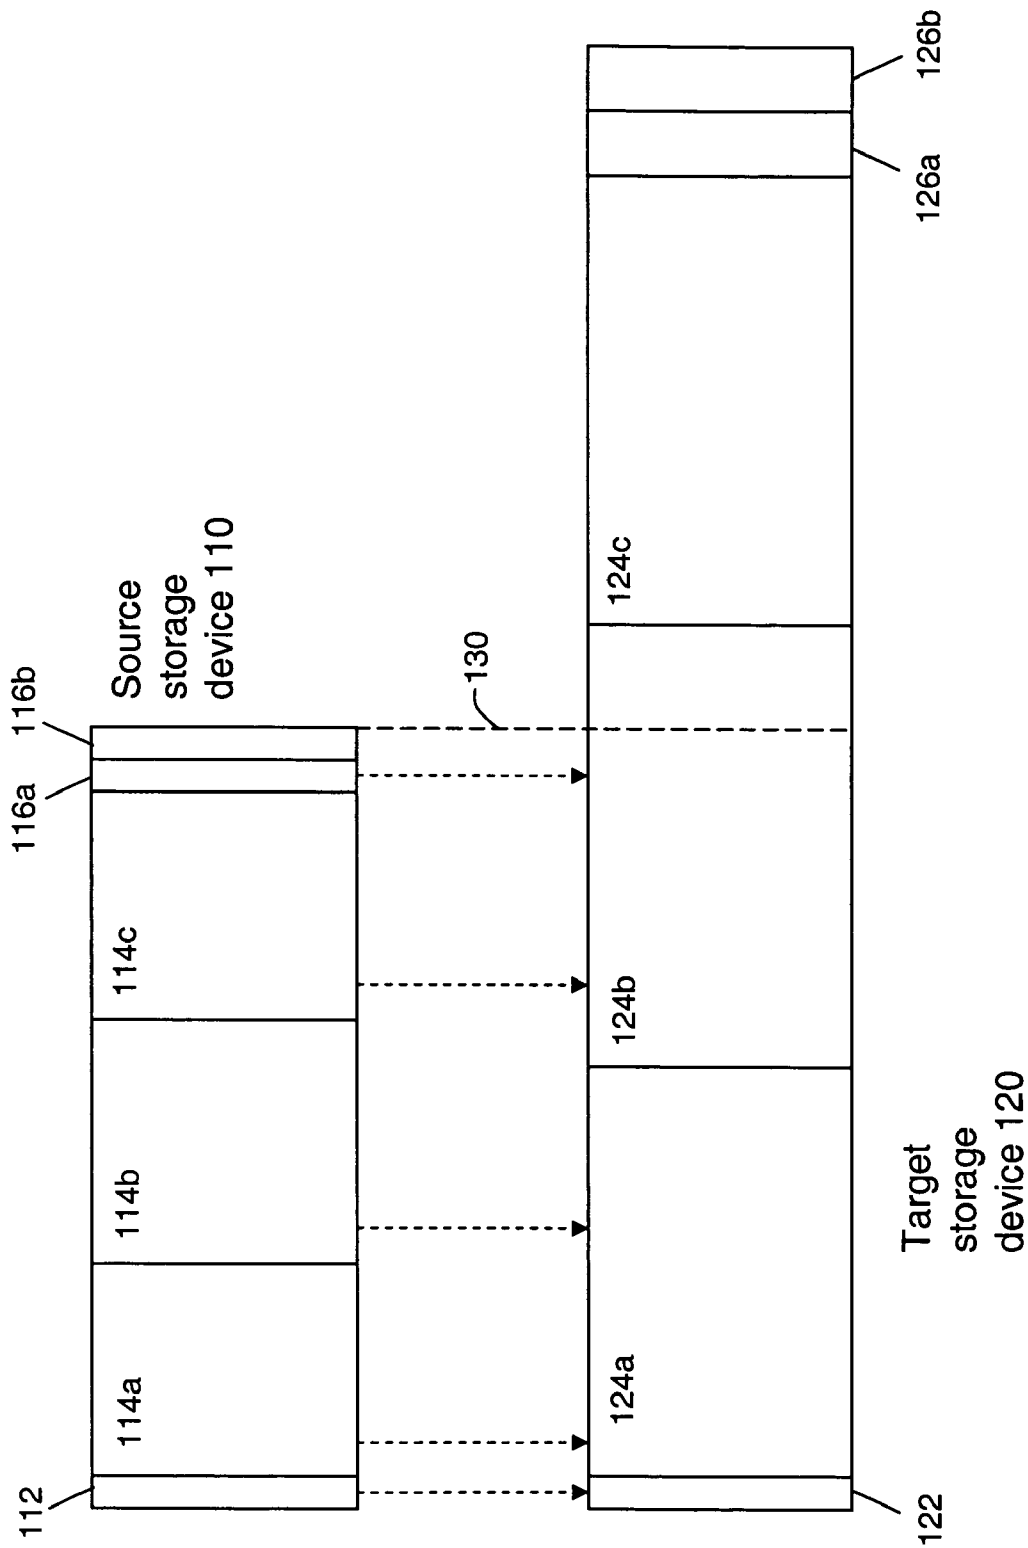 112
114a
114b
114c
116a
116b
Source
storage
device 110
130
122
124a
124b
124c
126a
126b
Target
storage
device 120